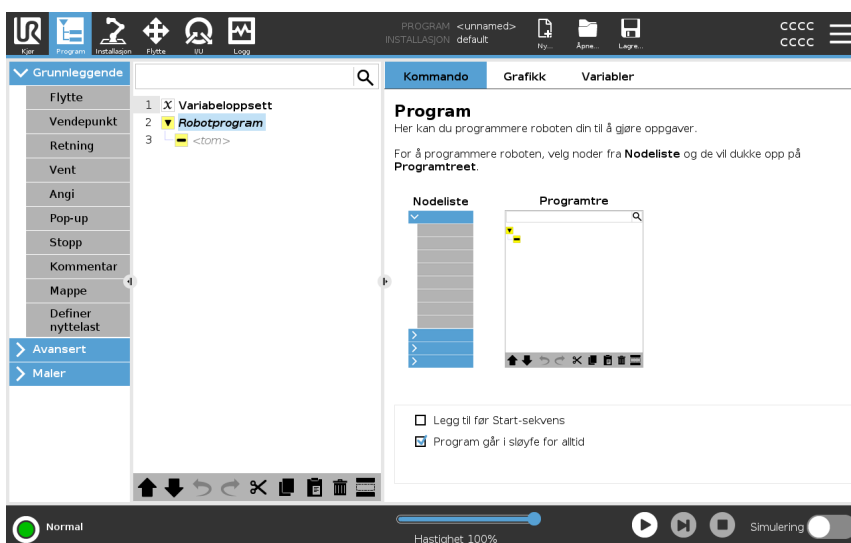 UR
PROGRAM <unnamed>
INSTALLASJON default
CCCC
CCCC
Kjør Program Installasjon Flytte I/U Logg Ny... Åpne... Lagre...
Grunnleggende
Flytte
Vendepunkt
Retning
Vent
Angi
Pop-up
Stopp
Kommentar
Mappe
Definer
nyttelast
Avansert
Maler
1 X Variabeloppsett
2 Robotprogram
3 <tom>
Kommando Grafikk Variabler
Program
Her kan du programmere roboten din til å gjøre oppgaver.
For å programmere roboten, velg noder fra Nodeliste og de vil dukke opp på
Programtreet.
Nodeliste Programtre
Legg til før Start-sekvens
Program går i sløyfe for alltid
Normal
Hastighet 100%
Simulering